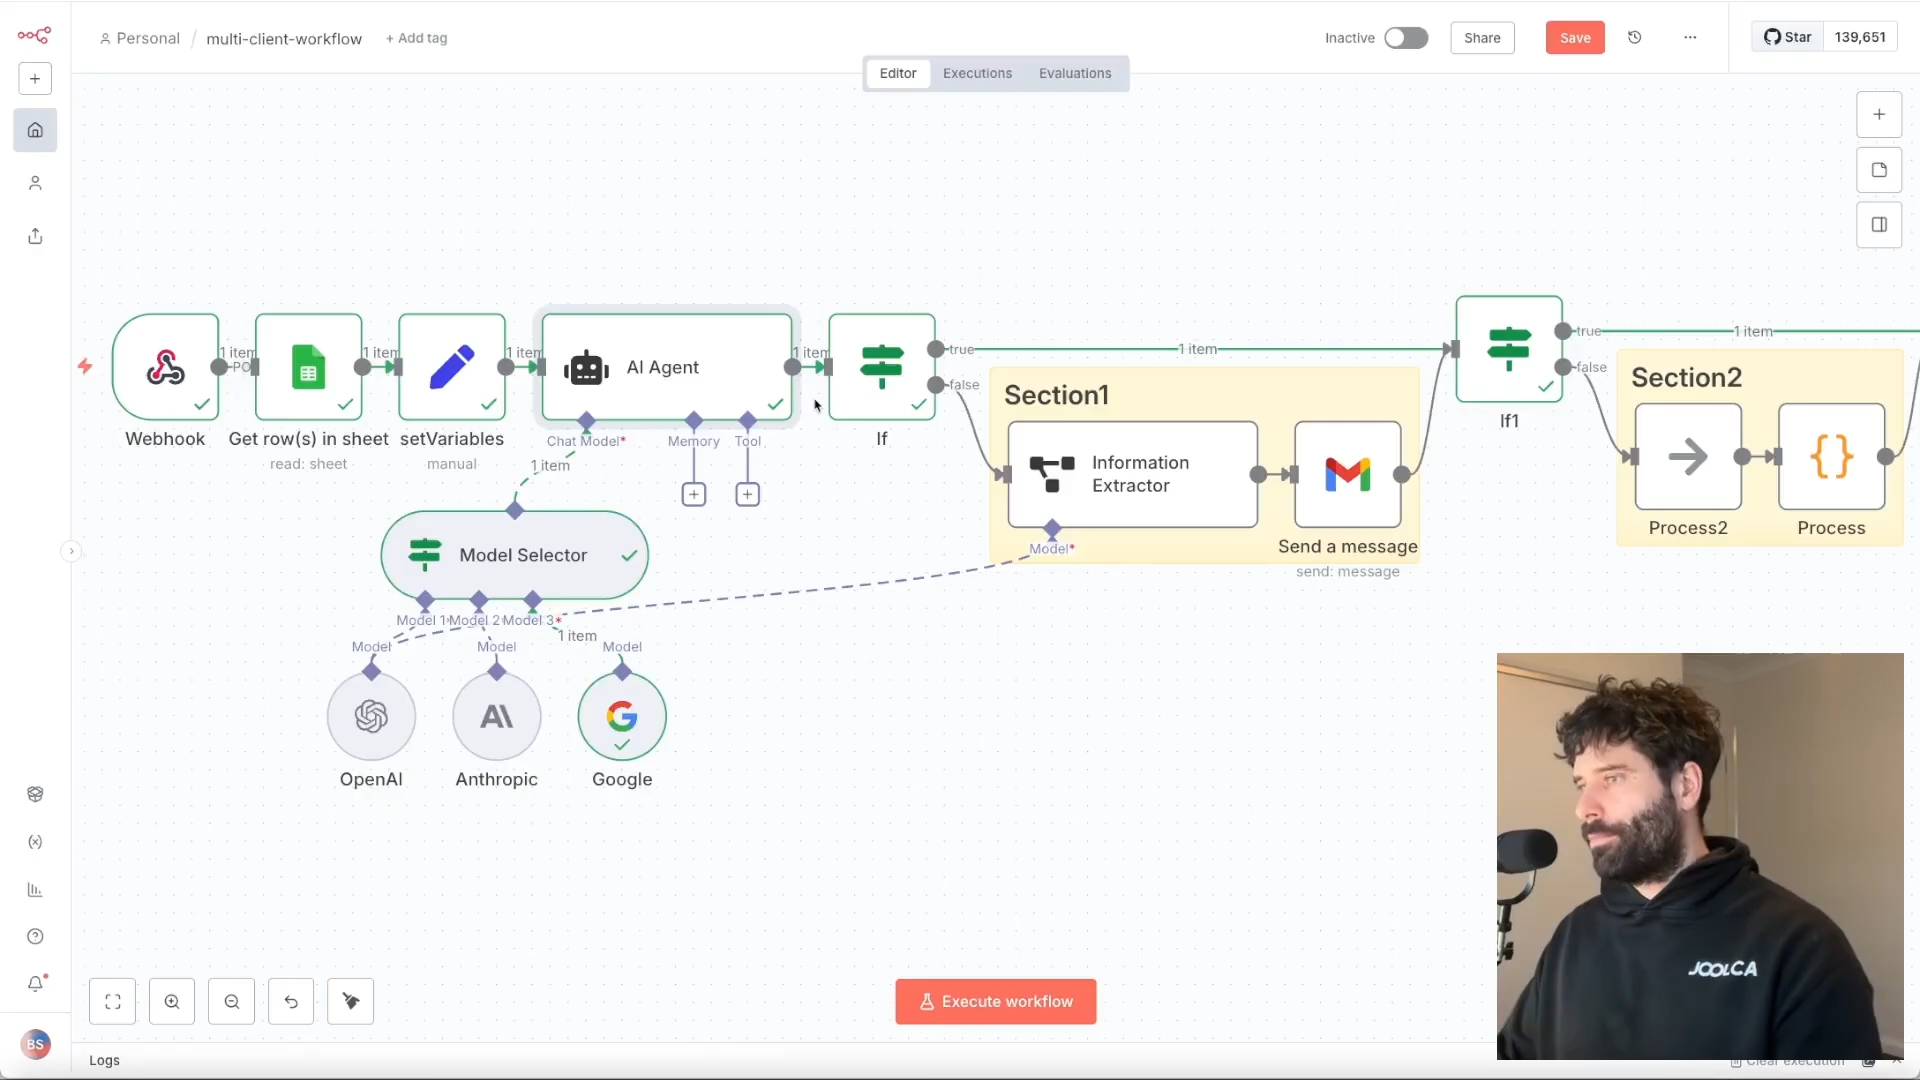 Personal / multi-client-workflow + Add tag
Inactive
Share
Save
...
Star 139,651
Editor Executions Evaluations
1 item
PO
1 item
1 item
1 item
AI Agent
Chat Model*
Memory
Tool
Webhook
Get row(s) in sheet
read: sheet
setVariables
manual
If
true
false
1 item
Section1
Information
Extractor
Model*
Send a message
send: message
If1
true
false
1 item
Section2
Process2
Process
1 item
Model Selector
Model 1
Model 2
Model 3*
1 item
Model
Model
Model
OpenAI
Anthropic
Google
Execute workflow
BS
Logs
Clear execution
JOOLCA